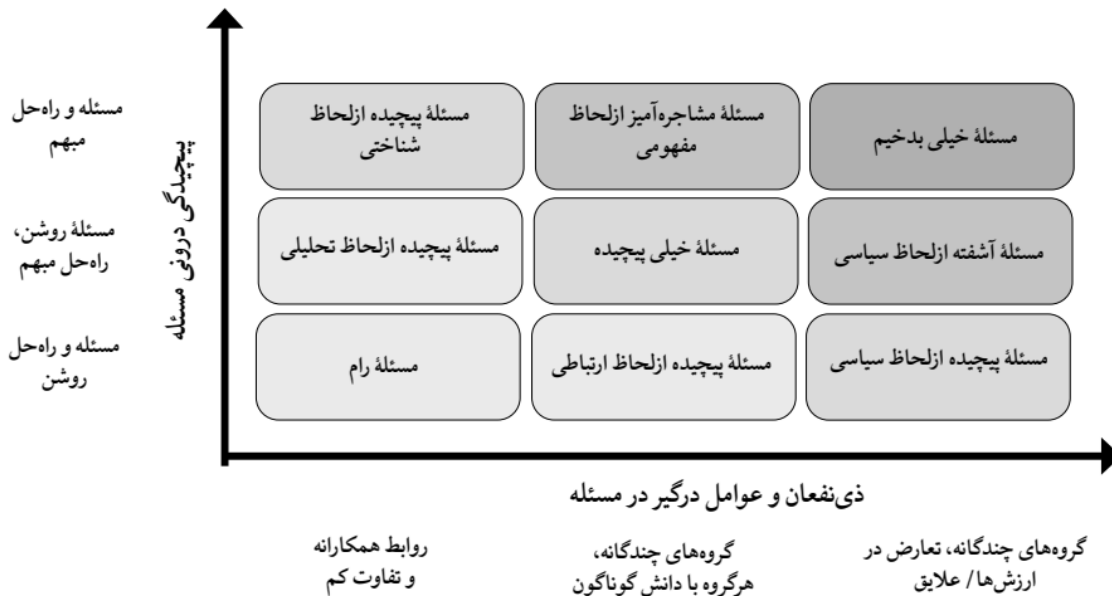 مسئله و راه‌حل
مبهم
مسئلهٔ روشن،
راه‌حل مبهم
مسئله و راه‌حل
روشن
پیچیدگی درونی مسئله
مسئلهٔ پیچیده ازلحاظ
شناختی
مسئلهٔ مشاجره‌آمیز ازلحاظ
مفهومی
مسئلهٔ خیلی بدخیم
مسئلهٔ پیچیده ازلحاظ تحلیلی
مسئلهٔ خیلی پیچیده
مسئلهٔ آشفته ازلحاظ سیاسی
مسئلهٔ رام
مسئلهٔ پیچیده ازلحاظ ارتباطی
مسئلهٔ پیچیده ازلحاظ سیاسی
ذی‌نفعان و عوامل درگیر در مسئله
روابط همکارانه
و تفاوت کم
گروه‌های چندگانه،
هرگروه با دانش گوناگون
گروه‌های چندگانه، تعارض در
ارزش‌ها/ علایق